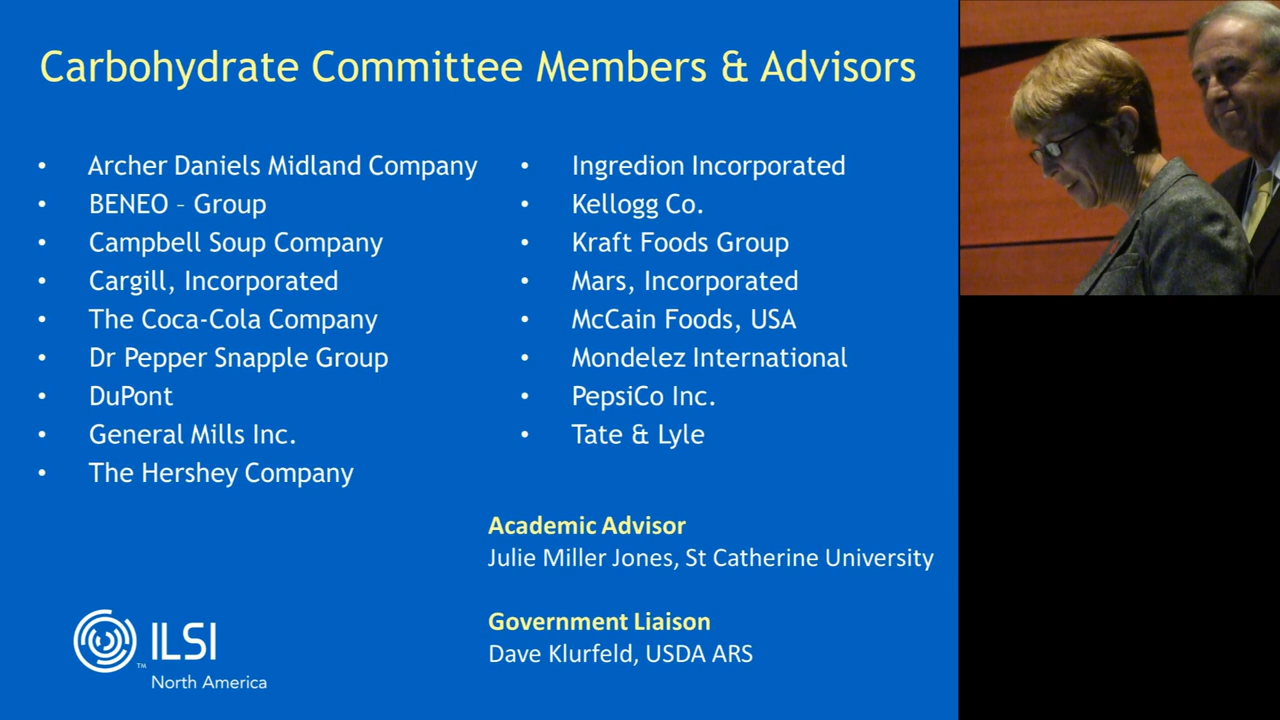 Carbohydrate Committee Members & Advisors
• Archer Daniels Midland Company
• BENEO – Group
• Campbell Soup Company
• Cargill, Incorporated
• The Coca-Cola Company
• Dr Pepper Snapple Group
• DuPont
• General Mills Inc.
• The Hershey Company
• Ingredion Incorporated
• Kellogg Co.
• Kraft Foods Group
• Mars, Incorporated
• McCain Foods, USA
• Mondelez International
• PepsiCo Inc.
• Tate & Lyle
Academic Advisor
Julie Miller Jones, St Catherine University
Government Liaison
Dave Klurfeld, USDA ARS
ILSI
TM
North America